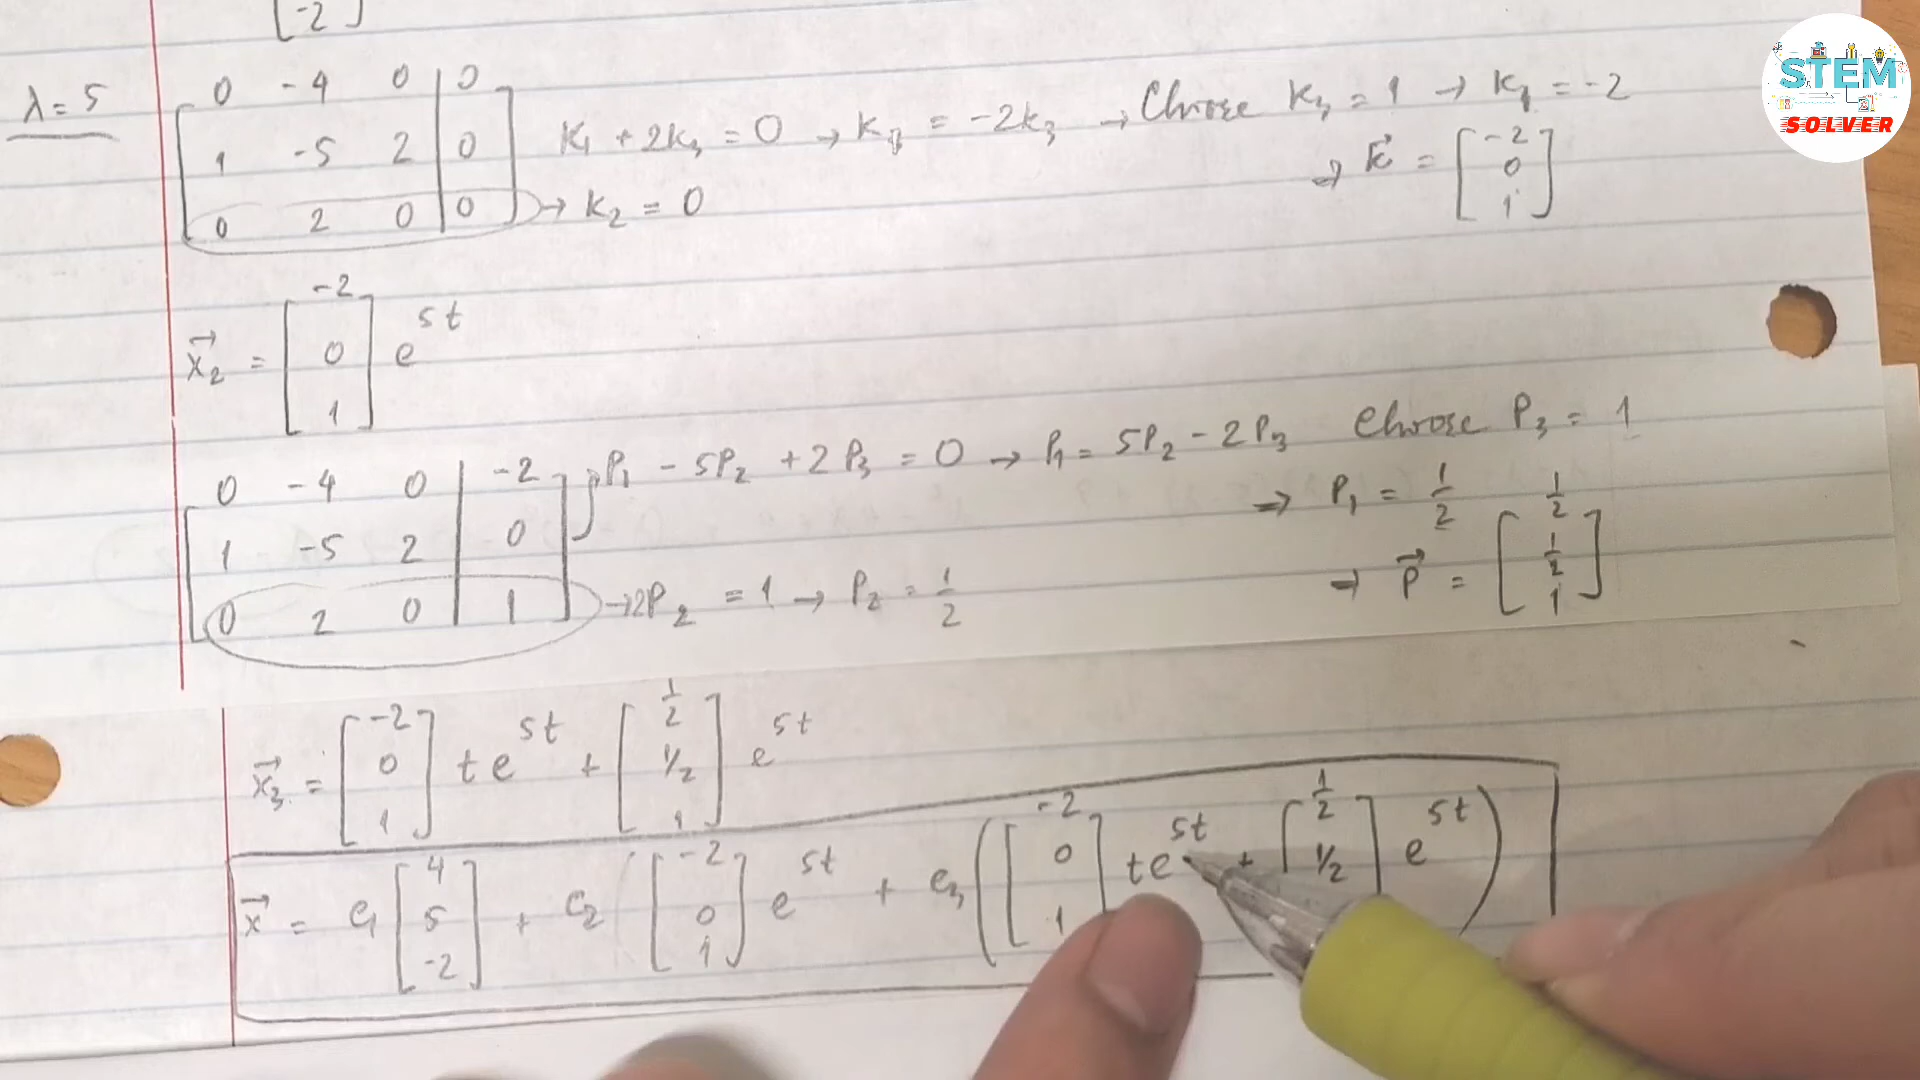 [-2]
λ = 5
[0 -4 0 | 0]
[1 -5 2 | 0] K₁ + 2K₃ = 0 → K₁ = -2K₃ → Choose K₃ = 1 → K₁ = -2
[0 2 0 | 0] → K₂ = 0
→ K⃗ = [-2 0 1]
x⃗₂ = [-2 0 1] e^5t
[0 -4 0 | -2] P₁ - 5P₂ + 2P₃ = 0 → P₁ = 5P₂ - 2P₃ Choose P₃ = 1
[1 -5 2 | 0] → P₁ = 1/2
[0 2 0 | 1] → 2P₂ = 1 → P₂ = 1/2
→ P⃗ = [1/2 1/2 1]
x⃗₃ = [-2 0 1] t e^5t + [1/2 1/2 1] e^5t
x⃗ = c₁ [4 5 -2] + c₂ [-2 0 1] e^5t + c₃ ([-2 0 1] te^5t + [1/2 1/2 e^5t)
STEM
SOLVER